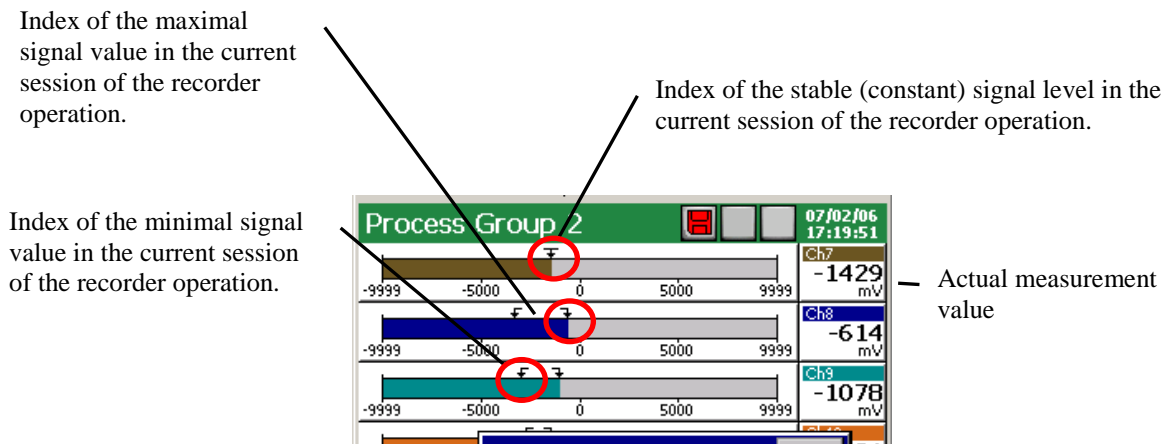 Index of the maximal
signal value in the current
session of the recorder
operation.
Index of the stable (constant) signal level in the
current session of the recorder operation.
Index of the minimal signal
value in the current session
of the recorder operation.
Process Group 2
07/02/06
17:19:51
Ch7
-1429
mV
-9999 -5000 0 5000 9999
Actual measurement
value
Ch8
-614
mV
-9999 -5000 0 5000 9999
Ch9
-1078
mV
-9999 -5000 0 5000 9999